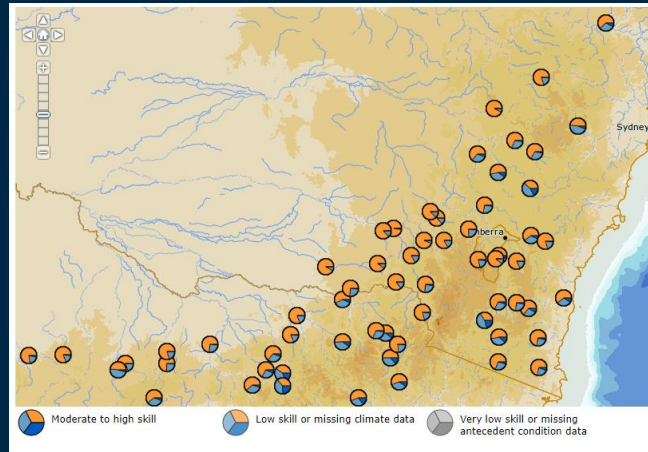 Sydney
nberra
Moderate to high skill
Low skill or missing climate data
Very low skill or missing
antecedent condition data